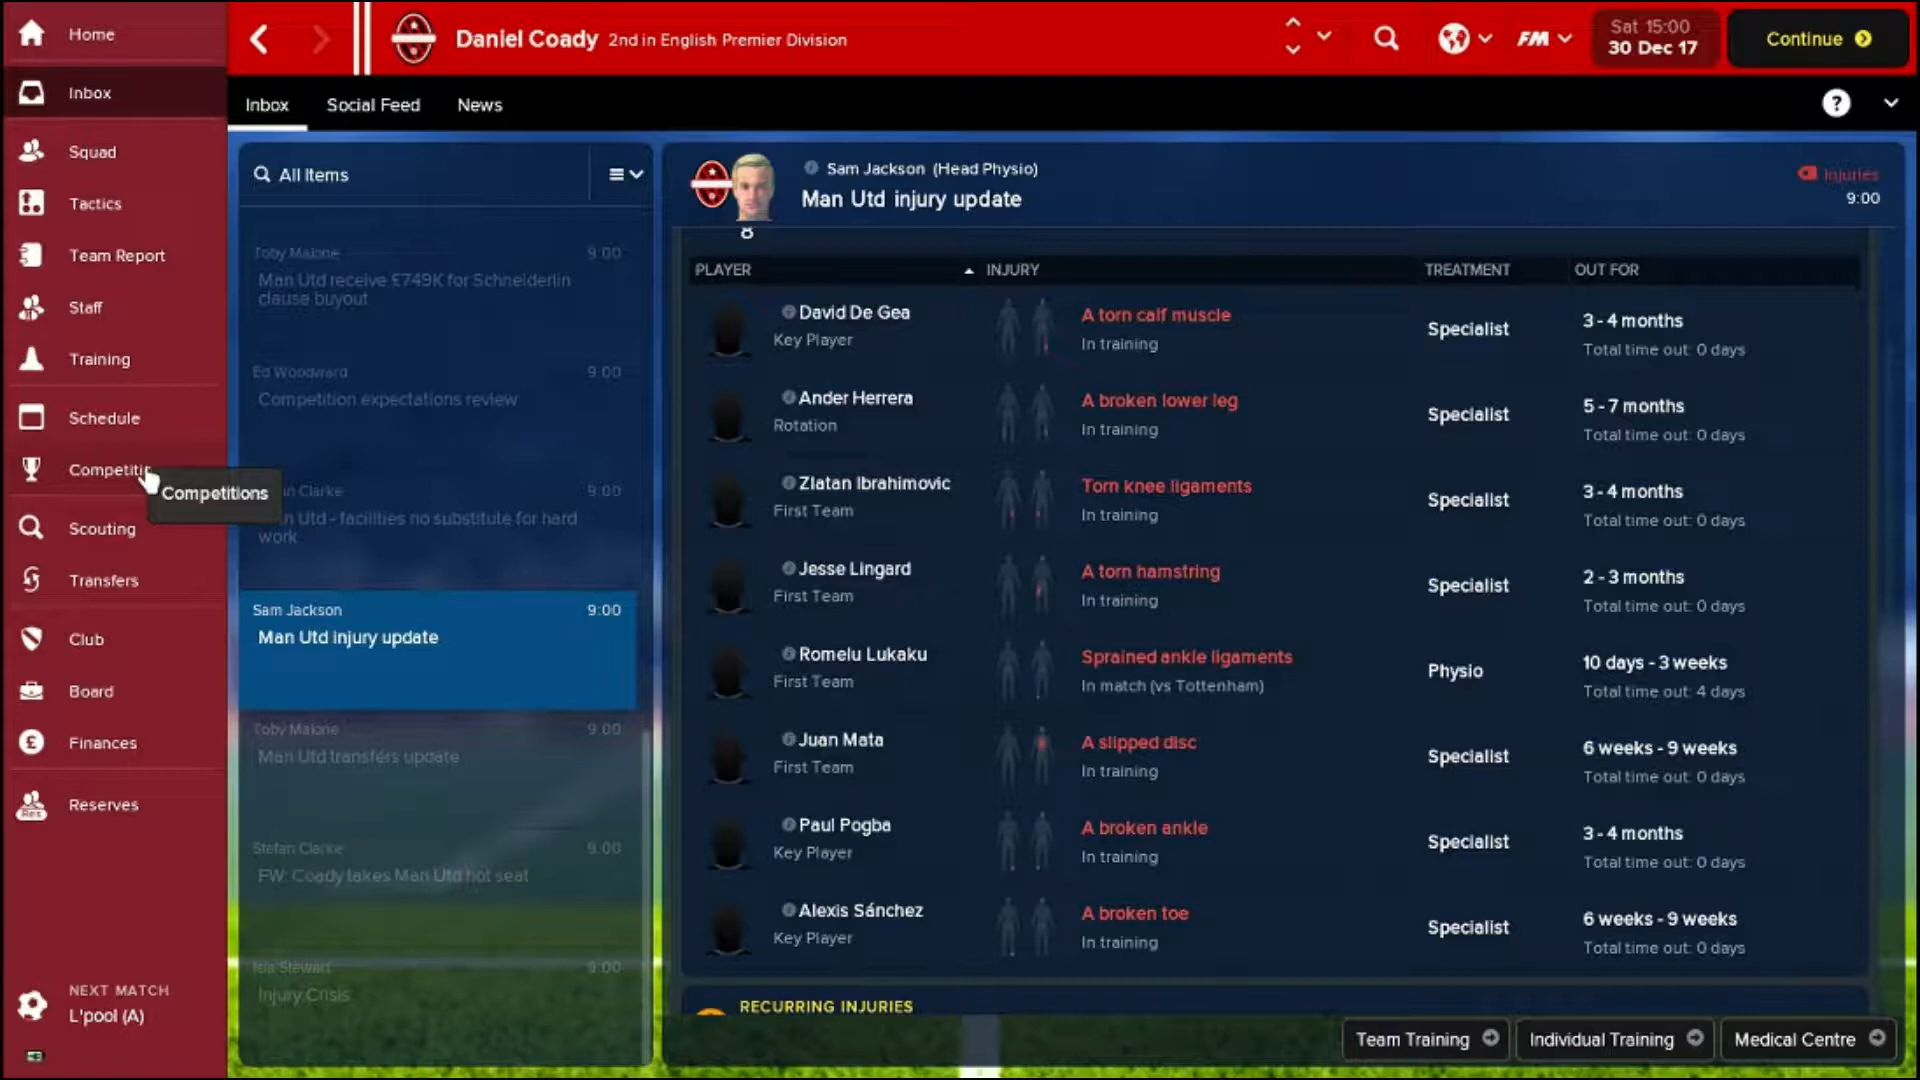 Home
Inbox
Squad
Tactics
Team Report
Staff
Training
Schedule
Competitions
Scouting
Transfers
Club
Board
Finances
Reserves
NEXT MATCH
L'pool (A)
Daniel Coady 2nd in English Premier Division
FM
Sat 15:00
30 Dec 17
Continue
Inbox Social Feed News
?
All Items
Toby Malone 9:00
Man Utd receive £749K for Schneiderlin
clause buyout
Ed Woodward 9:00
Competition expectations review
Clarke 9:00
Utd - facilities no substitute for hard
work
Sam Jackson 9:00
Man Utd injury update
Toby Malone 9:00
Man Utd transfers update
Stefan Clarke 9:00
FW: Coady takes Man Utd hot seat
Isla Stewart 9:00
Injury Crisis
Sam Jackson (Head Physio)
Man Utd injury update
Injuries
9:00
8
PLAYER INJURY TREATMENT OUT FOR
David De Gea A torn calf muscle Specialist 3 - 4 months
Key Player In training Total time out: 0 days
Ander Herrera A broken lower leg Specialist 5 - 7 months
Rotation In training Total time out: 0 days
Zlatan Ibrahimovic Torn knee ligaments Specialist 3 - 4 months
First Team In training Total time out: 0 days
Jesse Lingard A torn hamstring Specialist 2 - 3 months
First Team In training Total time out: 0 days
Romelu Lukaku Sprained ankle ligaments Physio 10 days - 3 weeks
First Team In match (vs Tottenham) Total time out: 4 days
Juan Mata A slipped disc Specialist 6 weeks - 9 weeks
First Team In training Total time out: 0 days
Paul Pogba A broken ankle Specialist 3 - 4 months
Key Player In training Total time out: 0 days
Alexis Sánchez A broken toe Specialist 6 weeks - 9 weeks
Key Player In training Total time out: 0 days
RECURRING INJURIES
Team Training Individual Training Medical Centre